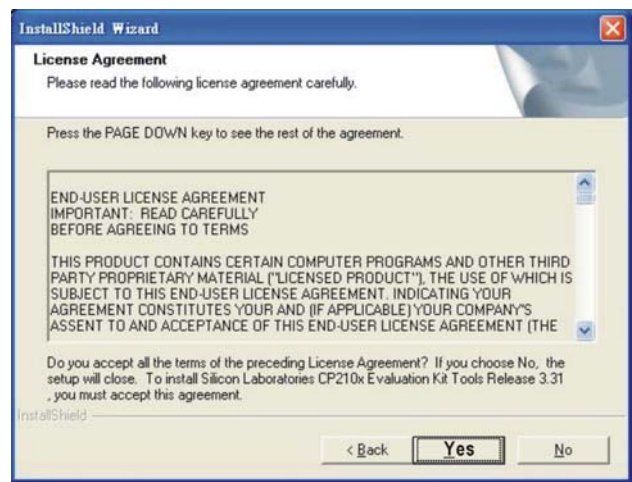 InstallShield Wizard
License Agreement
Please read the following license agreement carefully.
Press the PAGE DOWN key to see the rest of the agreement.
END-USER LICENSE AGREEMENT
IMPORTANT: READ CAREFULLY
BEFORE AGREEING TO TERMS
THIS PRODUCT CONTAINS CERTAIN COMPUTER PROGRAMS AND OTHER THIRD
PARTY PROPRIETARY MATERIAL ("LICENSED PRODUCT"), THE USE OF WHICH IS
SUBJECT TO THIS END-USER LICENSE AGREEMENT. INDICATING YOUR
AGREEMENT CONSTITUTES YOUR AND (IF APPLICABLE) YOUR COMPANY'S
ASSENT TO AND ACCEPTANCE OF THIS END-USER LICENSE AGREEMENT (THE
Do you accept all the terms of the preceding License Agreement? If you choose No, the
setup will close. To install Silicon Laboratories CP210x Evaluation Kit Tools Release 3.31
, you must accept this agreement.
InstallShield
< Back Yes No